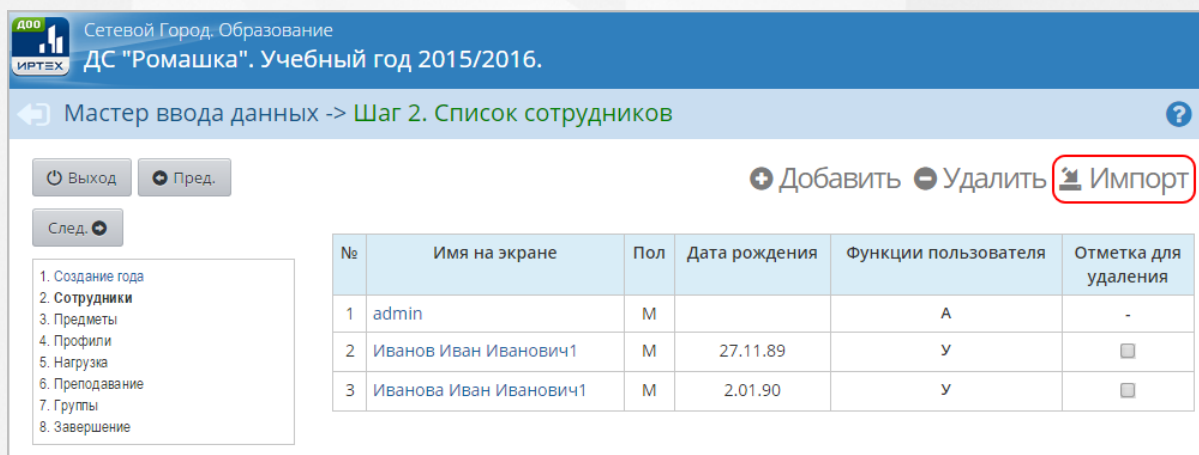 ДОО
ИРТЕХ
Сетевой Город. Образование
ДС "Ромашка". Учебный год 2015/2016.
Мастер ввода данных -> Шаг 2. Список сотрудников
?
Выход
Пред.
Добавить
Удалить
Импорт
След.
1. Создание года
2. Сотрудники
3. Предметы
4. Профили
5. Нагрузка
6. Преподавание
7. Группы
8. Завершение
№ Имя на экране Пол Дата рождения Функции пользователя Отметка для
удаления
1 admin М А -
2 Иванов Иван Иванович1 М 27.11.89 У
3 Иванова Иван Иванович1 М 2.01.90 У